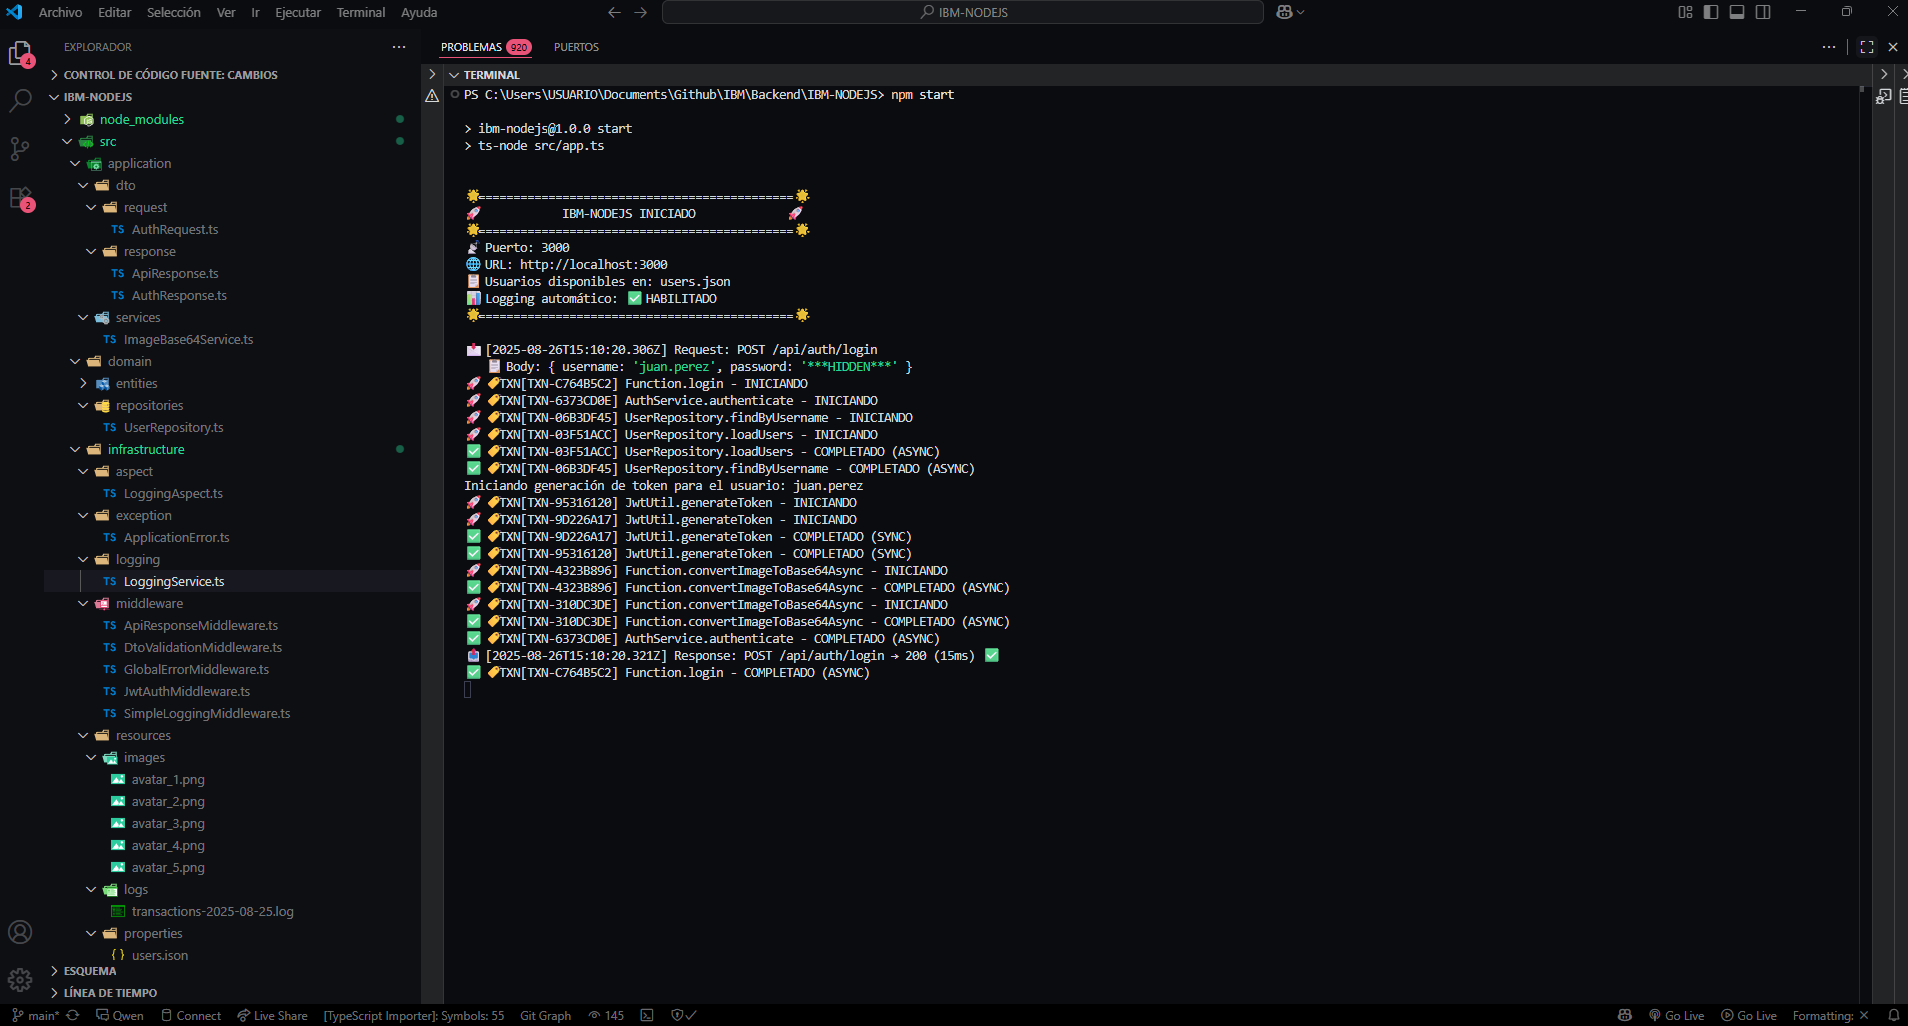 Archivo Editar Selección Ver Ir Ejecutar Terminal Ayuda
IBM-NODEJS
4
2
EXPLORADOR
CONTROL DE CÓDIGO FUENTE: CAMBIOS
IBM-NODEJS
node_modules
src
application
dto
request
TS AuthRequest.ts
response
TS ApiResponse.ts
TS AuthResponse.ts
services
TS ImageBase64Service.ts
domain
entities
repositories
TS UserRepository.ts
infrastructure
aspect
TS LoggingAspect.ts
exception
TS ApplicationError.ts
logging
TS LoggingService.ts
middleware
TS ApiResponseMiddleware.ts
TS DtoValidationMiddleware.ts
TS GlobalErrorMiddleware.ts
TS JwtAuthMiddleware.ts
TS SimpleLoggingMiddleware.ts
resources
images
avatar_1.png
avatar_2.png
avatar_3.png
avatar_4.png
avatar_5.png
logs
transactions-2025-08-25.log
properties
{ } users.json
ESQUEMA
LÍNEA DE TIEMPO
PROBLEMAS 920 PUERTOS
TERMINAL
PS C:\Users\USUARIO\Documents\Github\IBM\Backend\IBM-NODEJS> npm start
> ibm-nodejs@1.0.0 start
> ts-node src/app.ts
🌟=============================================🌟
🚀 IBM-NODEJS INICIADO 🚀
🌟=============================================🌟
📡 Puerto: 3000
🌐 URL: http://localhost:3000
📋 Usuarios disponibles en: users.json
📊 Logging automático: ✅ HABILITADO
🌟=============================================🌟
📩 [2025-08-26T15:10:20.306Z] Request: POST /api/auth/login
📋 Body: { username: 'juan.perez', password: '***HIDDEN***' }
🚀 🏷️TXN[TXN-C764B5C2] Function.login - INICIANDO
🚀 🏷️TXN[TXN-6373CD0E] AuthService.authenticate - INICIANDO
🚀 🏷️TXN[TXN-06B3DF45] UserRepository.findByUsername - INICIANDO
🚀 🏷️TXN[TXN-03F51ACC] UserRepository.loadUsers - INICIANDO
✅ 🏷️TXN[TXN-03F51ACC] UserRepository.loadUsers - COMPLETADO (ASYNC)
✅ 🏷️TXN[TXN-06B3DF45] UserRepository.findByUsername - COMPLETADO (ASYNC)
Iniciando generación de token para el usuario: juan.perez
🚀 🏷️TXN[TXN-95316120] JwtUtil.generateToken - INICIANDO
🚀 🏷️TXN[TXN-9D226A17] JwtUtil.generateToken - INICIANDO
✅ 🏷️TXN[TXN-9D226A17] JwtUtil.generateToken - COMPLETADO (SYNC)
✅ 🏷️TXN[TXN-95316120] JwtUtil.generateToken - COMPLETADO (SYNC)
🚀 🏷️TXN[TXN-4323B896] Function.convertImageToBase64Async - INICIANDO
✅ 🏷️TXN[TXN-4323B896] Function.convertImageToBase64Async - COMPLETADO (ASYNC)
🚀 🏷️TXN[TXN-310DC3DE] Function.convertImageToBase64Async - INICIANDO
✅ 🏷️TXN[TXN-310DC3DE] Function.convertImageToBase64Async - COMPLETADO (ASYNC)
✅ 🏷️TXN[TXN-6373CD0E] AuthService.authenticate - COMPLETADO (ASYNC)
📤 [2025-08-26T15:10:20.321Z] Response: POST /api/auth/login → 200 (15ms) ✅
✅ 🏷️TXN[TXN-C764B5C2] Function.login - COMPLETADO (ASYNC)
main* Qwen Connect Live Share [TypeScript Importer]: Symbols: 55 Git Graph 145 Go Live Go Live Formatting: ×